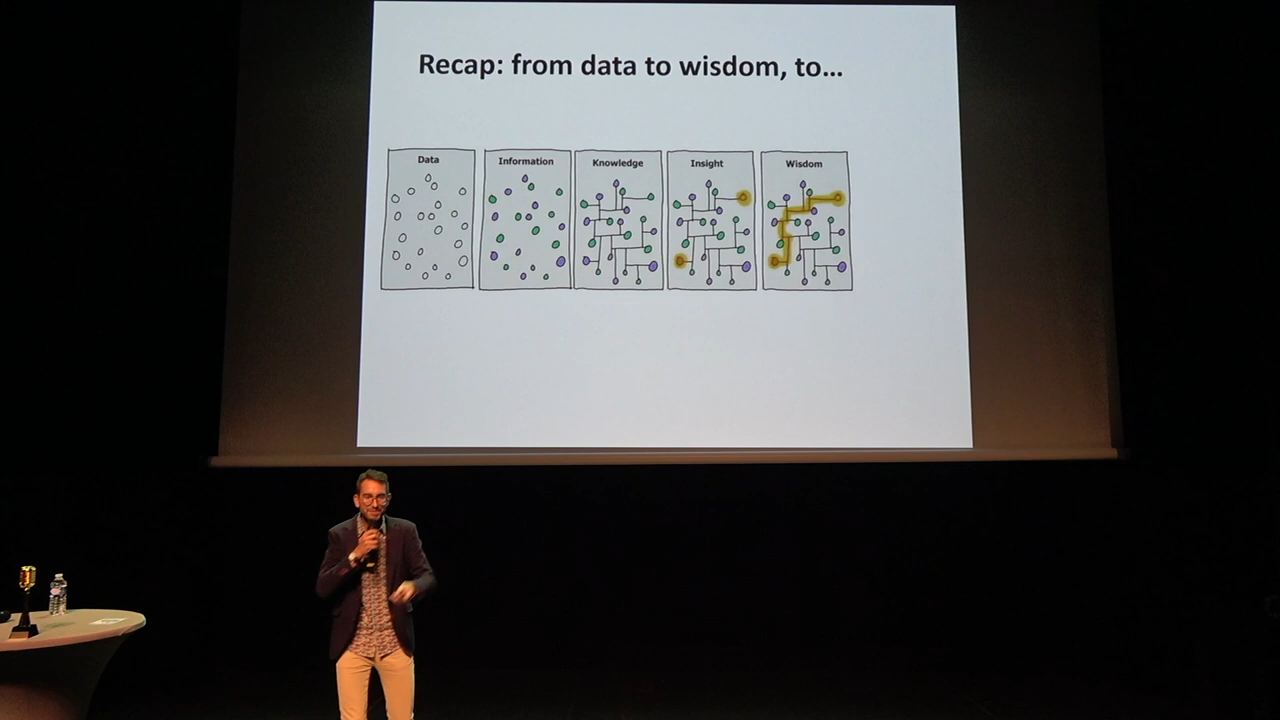 Recap: from data to wisdom, to...
Data
Information
Knowledge
Insight
Wisdom